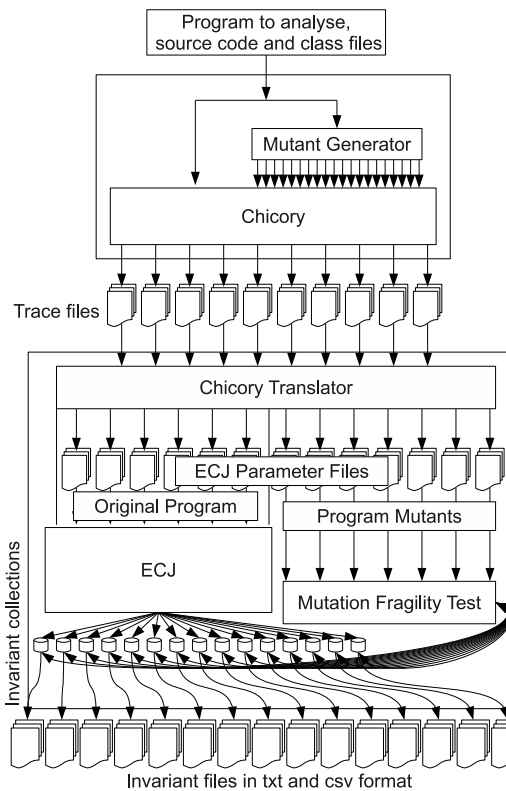 Program to analyse,
source code and class files
Mutant Generator
Chicory
Trace files
Chicory Translator
ECJ Parameter Files
Original Program
Program Mutants
ECJ
Mutation Fragility Test
Invariant collections
Invariant files in txt and csv format